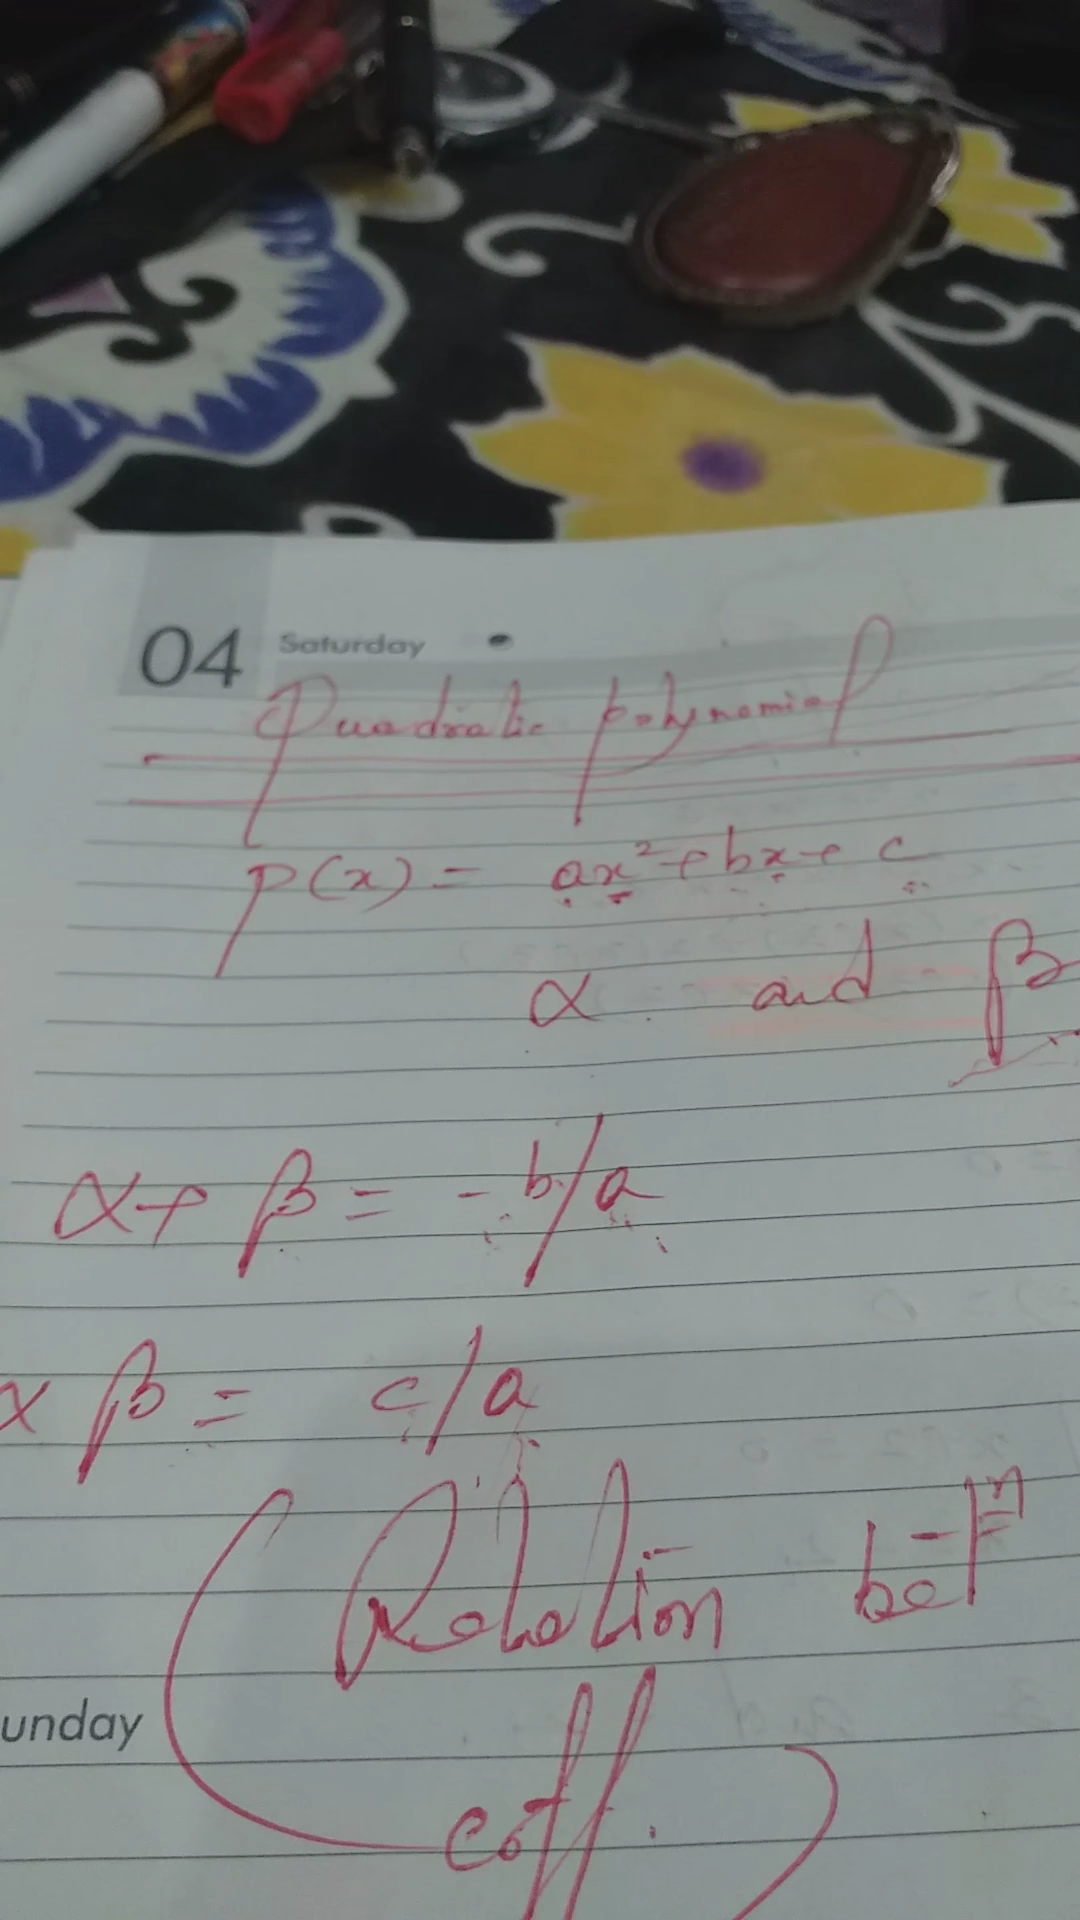 04 Saturday
Quadratic polynomial
p(x) = ax²+bx+c
α and β
α+β = -b/a
αβ = c/a
(Relation betn
unday
coff.)